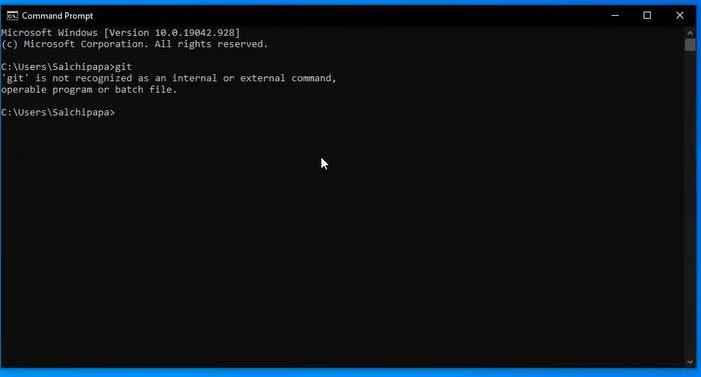 Command Prompt
Microsoft Windows [Version 10.0.19042.928]
(c) Microsoft Corporation. All rights reserved.
C:\Users\Salchipapa>git
'git' is not recognized as an internal or external command,
operable program or batch file.
C:\Users\Salchipapa>